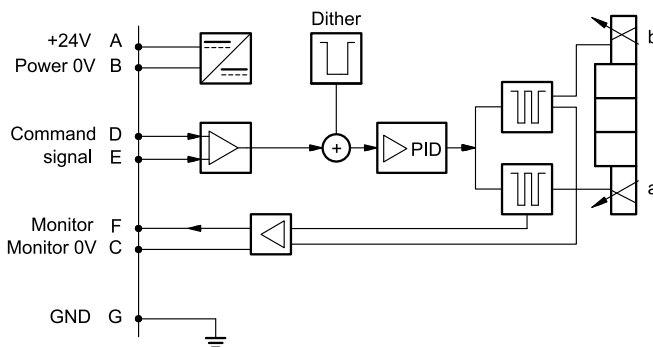 Dither
+24V A
Power 0V B
b
Command D
signal E
+
PID
a
Monitor F
Monitor 0V C
GND G